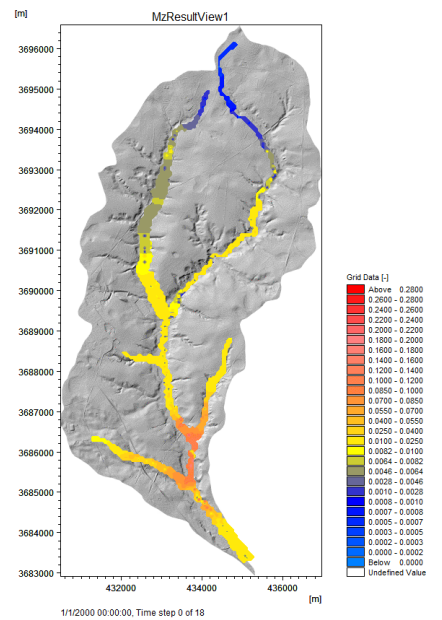 MzResultView1
[m]
3696000
3695000
3694000
3693000
3692000
3691000
3690000
3689000
3688000
3687000
3686000
3685000
3684000
3683000
432000 434000 436000
[m]
1/1/2000 00:00:00, Time step 0 of 18
Grid Data [-]
Above 0.2800
0.2600 - 0.2800
0.2400 - 0.2600
0.2200 - 0.2400
0.2000 - 0.2200
0.1800 - 0.2000
0.1600 - 0.1800
0.1400 - 0.1600
0.1200 - 0.1400
0.1000 - 0.1200
0.0850 - 0.1000
0.0700 - 0.0850
0.0550 - 0.0700
0.0400 - 0.0550
0.0250 - 0.0400
0.0100 - 0.0250
0.0082 - 0.0100
0.0064 - 0.0082
0.0046 - 0.0064
0.0028 - 0.0046
0.0010 - 0.0028
0.0008 - 0.0010
0.0007 - 0.0008
0.0005 - 0.0007
0.0003 - 0.0005
0.0002 - 0.0003
0.0000 - 0.0002
Below 0.0000
Undefined Value